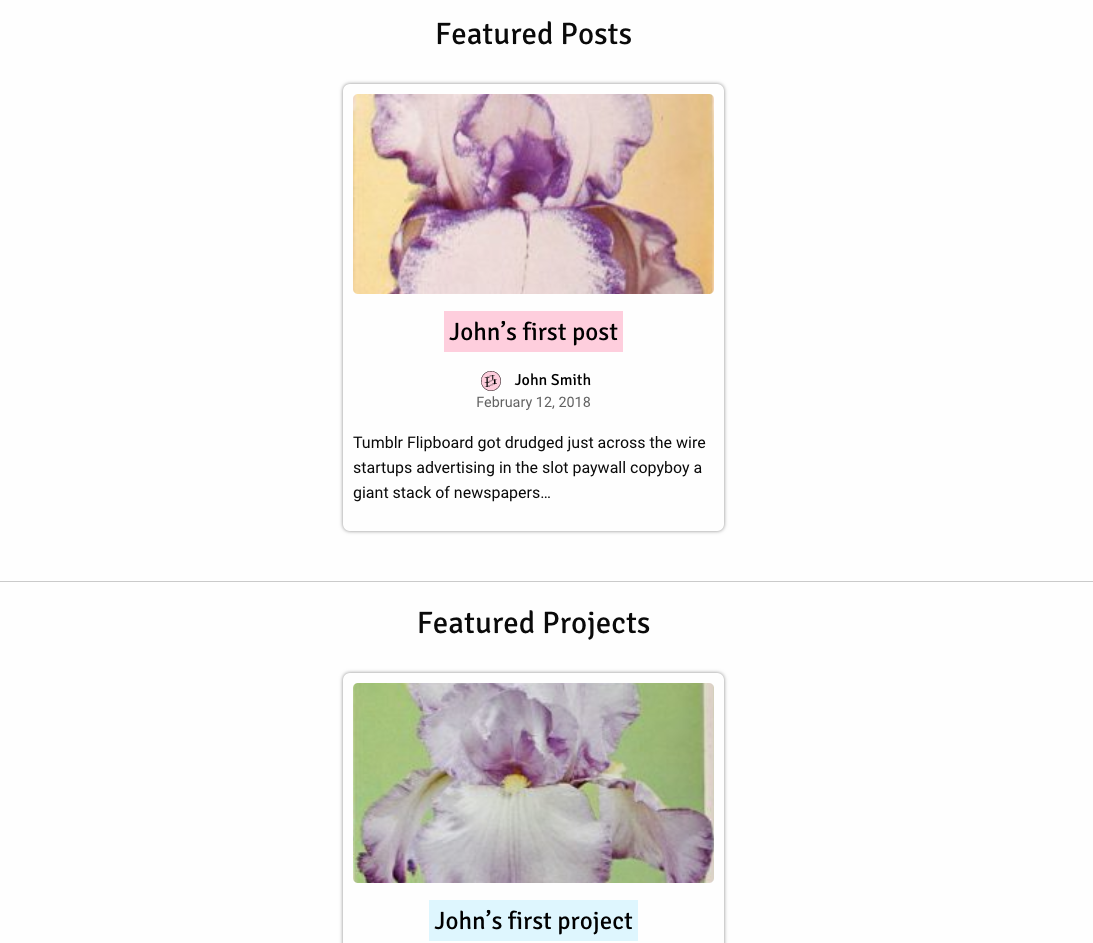 Featured Posts
John's first post
John Smith
February 12, 2018
Tumblr Flipboard got drudged just across the wire
startups advertising in the slot paywall copyboy a
giant stack of newspapers...
Featured Projects
John's first project